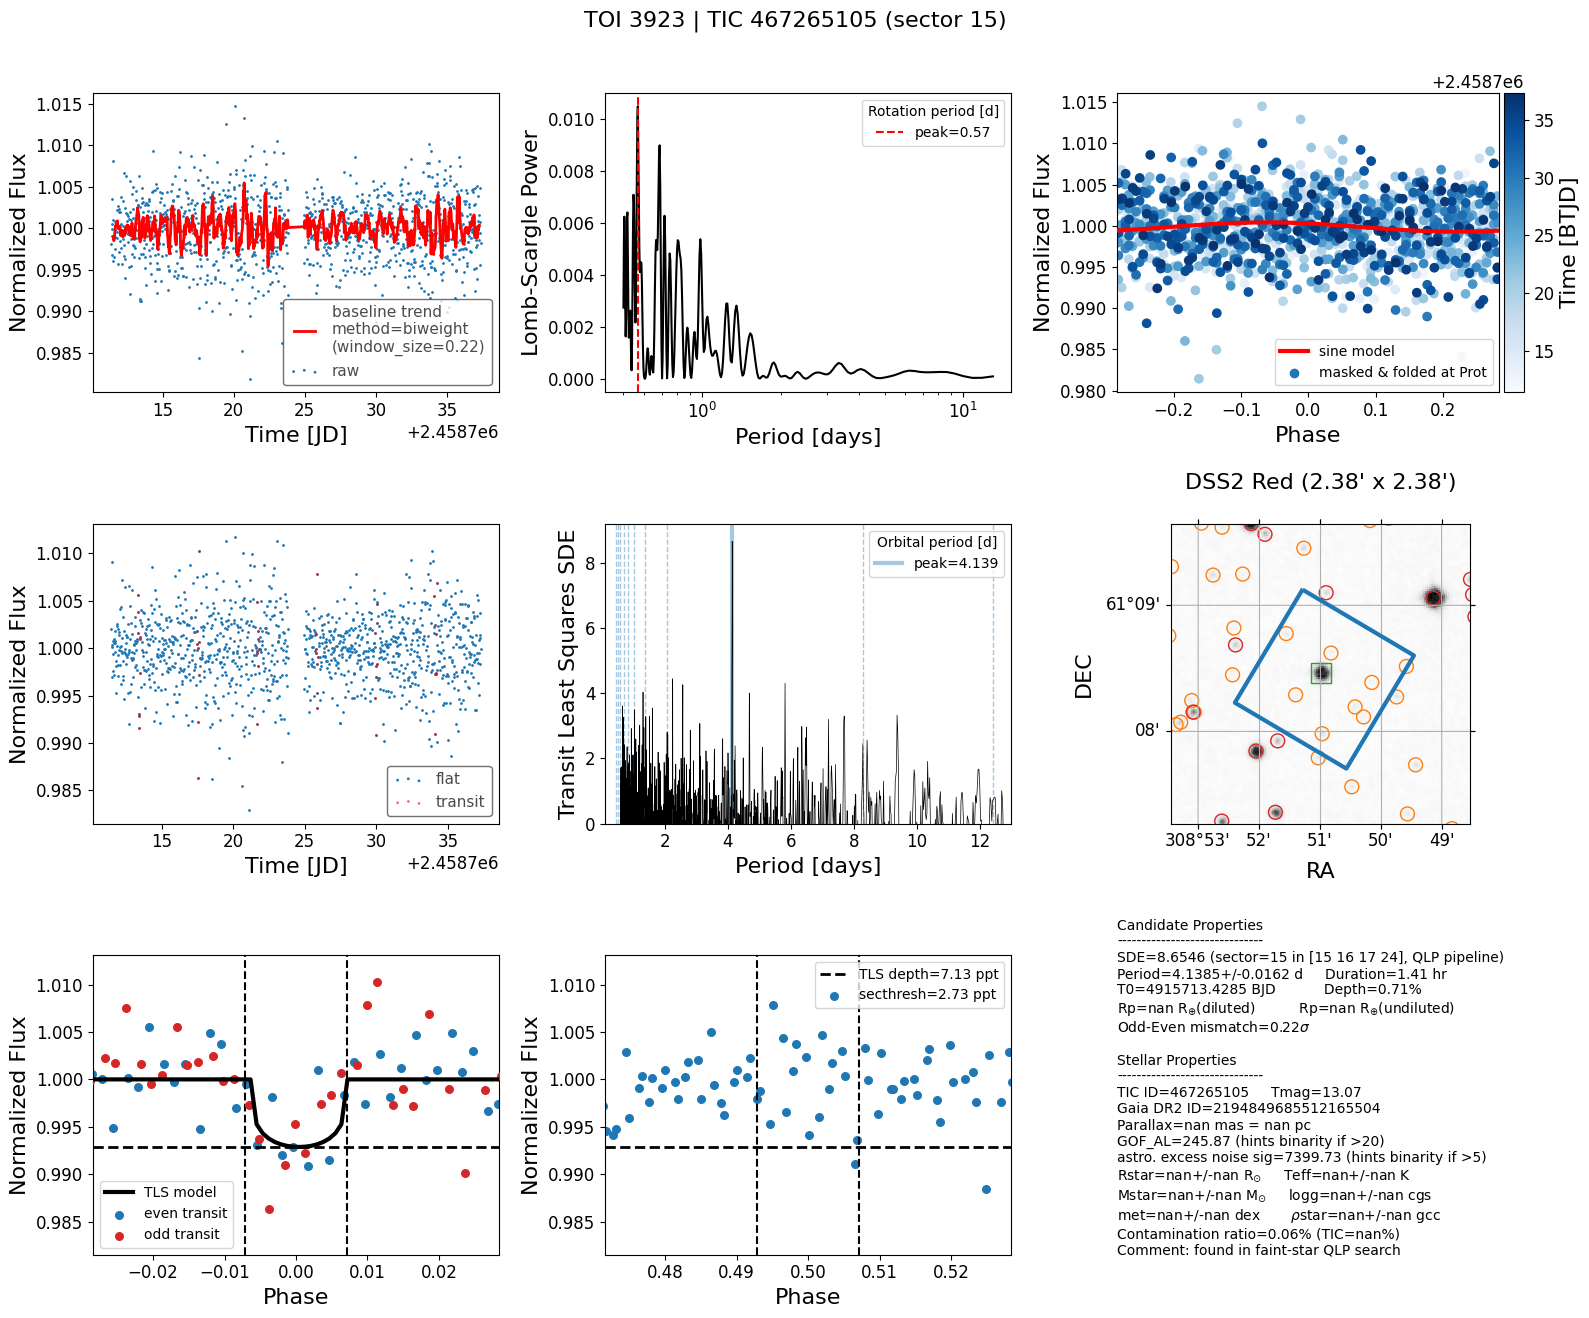 TOI 3923 | TIC 467265105 (sector 15)
Normalized Flux
1.015
1.010
1.005
1.000
0.995
0.990
0.985
baseline trend
method=biweight
(window_size=0.22)
raw
15 20 25 30 35
Time [JD]
+2.4587e6
Lomb-Scargle Power
0.010
0.008
0.006
0.004
0.002
0.000
Rotation period [d]
peak=0.57
10⁰ 10¹
Period [days]
+2.4587e6
Normalized Flux
1.015
1.010
1.005
1.000
0.995
0.990
0.985
0.980
sine model
masked & folded at Prot
−0.2 −0.1 0.0 0.1 0.2
Phase
35
30
25
20
15
Time [BTJD]
Normalized Flux
1.010
1.005
1.000
0.995
0.990
0.985
flat
transit
15 20 25 30 35
Time [JD]
+2.4587e6
Transit Least Squares SDE
8
6
4
2
0
Orbital period [d]
peak=4.139
2 4 6 8 10 12
Period [days]
DSS2 Red (2.38' x 2.38')
DEC
61°09'
08'
308°53' 52' 51' 50' 49'
RA
Normalized Flux
1.010
1.005
1.000
0.995
0.990
0.985
TLS model
even transit
odd transit
−0.02 −0.01 0.00 0.01 0.02
Phase
Normalized Flux
1.010
1.005
1.000
0.995
0.990
0.985
TLS depth=7.13 ppt
secthresh=2.73 ppt
0.48 0.49 0.50 0.51 0.52
Phase
Candidate Properties
------------------------------
SDE=8.6546 (sector=15 in [15 16 17 24], QLP pipeline)
Period=4.1385+/-0.0162 d Duration=1.41 hr
T0=4915713.4285 BJD Depth=0.71%
Rp=nan R⊕(diluted) Rp=nan R⊕(undiluted)
Odd-Even mismatch=0.22σ
Stellar Properties
------------------------------
TIC ID=467265105 Tmag=13.07
Gaia DR2 ID=2194849685512165504
Parallax=nan mas = nan pc
GOF_AL=245.87 (hints binarity if >20)
astro. excess noise sig=7399.73 (hints binarity if >5)
Rstar=nan+/-nan R⊙ Teff=nan+/-nan K
Mstar=nan+/-nan M⊙ logg=nan+/-nan cgs
met=nan+/-nan dex ρstar=nan+/-nan gcc
Contamination ratio=0.06% (TIC=nan%)
Comment: found in faint-star QLP search